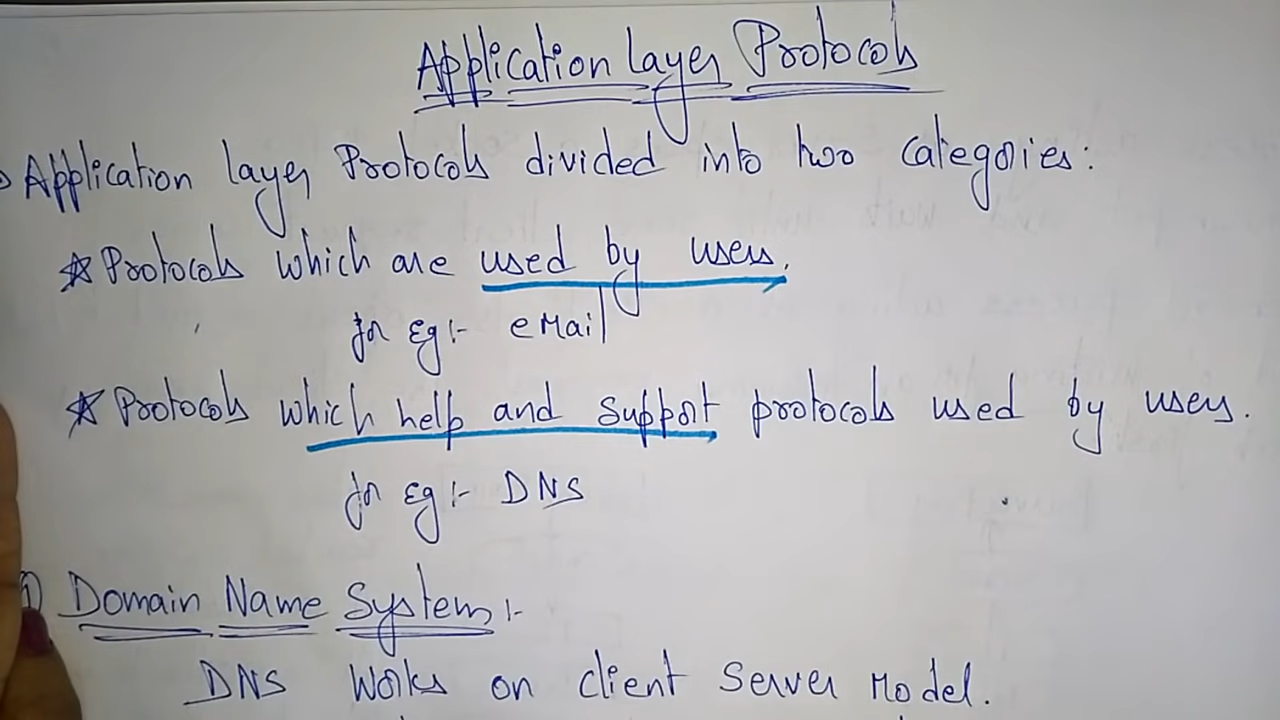 Application layer Protocols
Application layer Protocols divided into two categories:
* Protocols which are used by users.
for Eg:- eMail
* Protocols which help and support protocols used by users.
for Eg:- DNS
1) Domain Name System:-
DNS works on client Server Model.